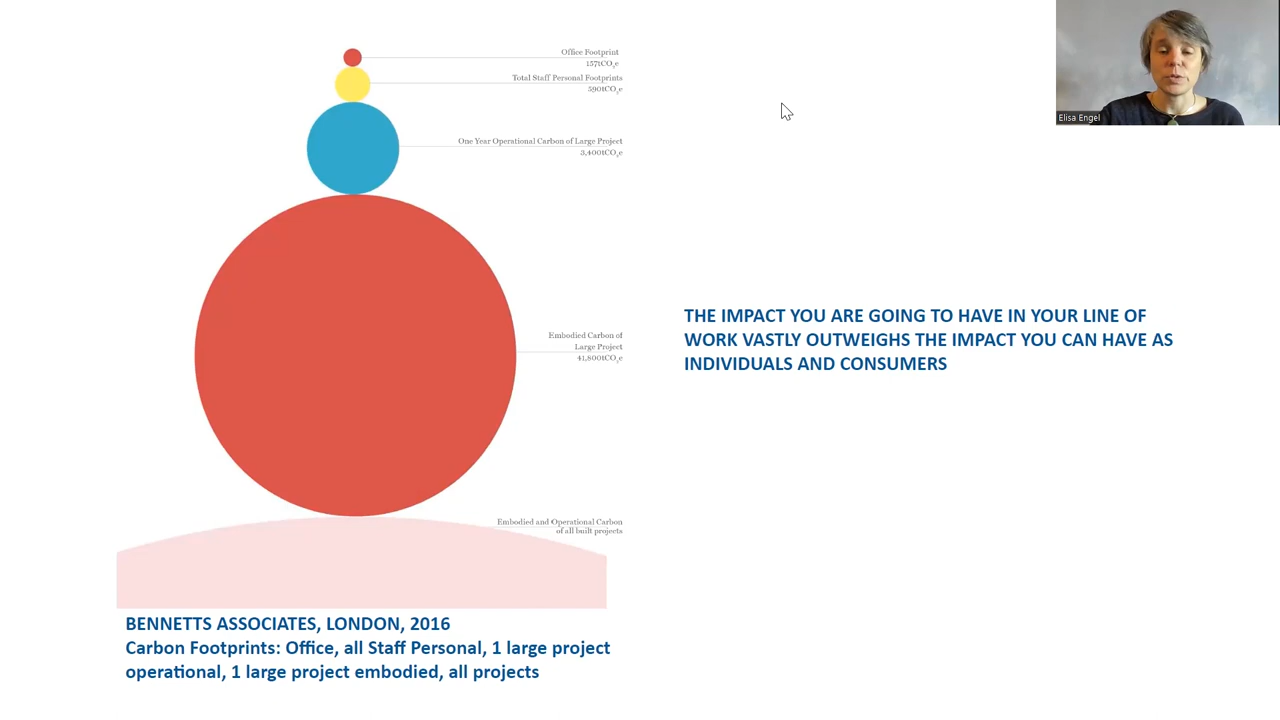 Office Footprint
157tCO₂e
Total Staff Personal Footprints
590tCO₂e
One Year Operational Carbon of Large Project
3,400tCO₂e
Embodied Carbon of
Large Project
41,800tCO₂e
Embodied and Operational Carbon
of all built projects
BENNETTS ASSOCIATES, LONDON, 2016
Carbon Footprints: Office, all Staff Personal, 1 large project
operational, 1 large project embodied, all projects
THE IMPACT YOU ARE GOING TO HAVE IN YOUR LINE OF
WORK VASTLY OUTWEIGHS THE IMPACT YOU CAN HAVE AS
INDIVIDUALS AND CONSUMERS
Elisa Engel